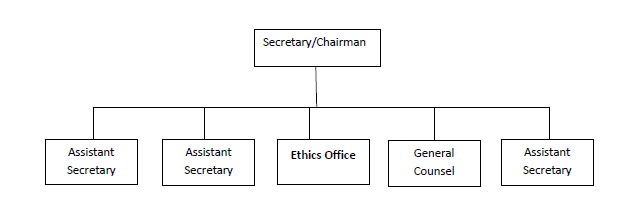 Secretary/Chairman
Assistant
Secretary
Assistant
Secretary
Ethics Office
General
Counsel
Assistant
Secretary